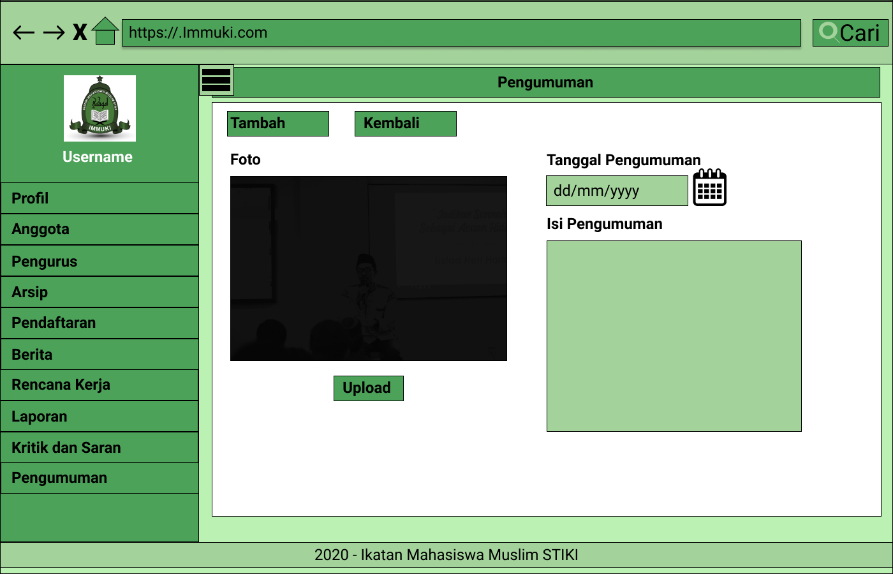 X
https://.Immuki.com
Cari
IMMUKI
Username
Pengumuman
Profil
Anggota
Pengurus
Arsip
Pendaftaran
Berita
Rencana Kerja
Laporan
Kritik dan Saran
Pengumuman
Tambah
Kembali
Foto
Upload
Tanggal Pengumuman
dd/mm/yyyy
Isi Pengumuman
2020 - Ikatan Mahasiswa Muslim STIKI